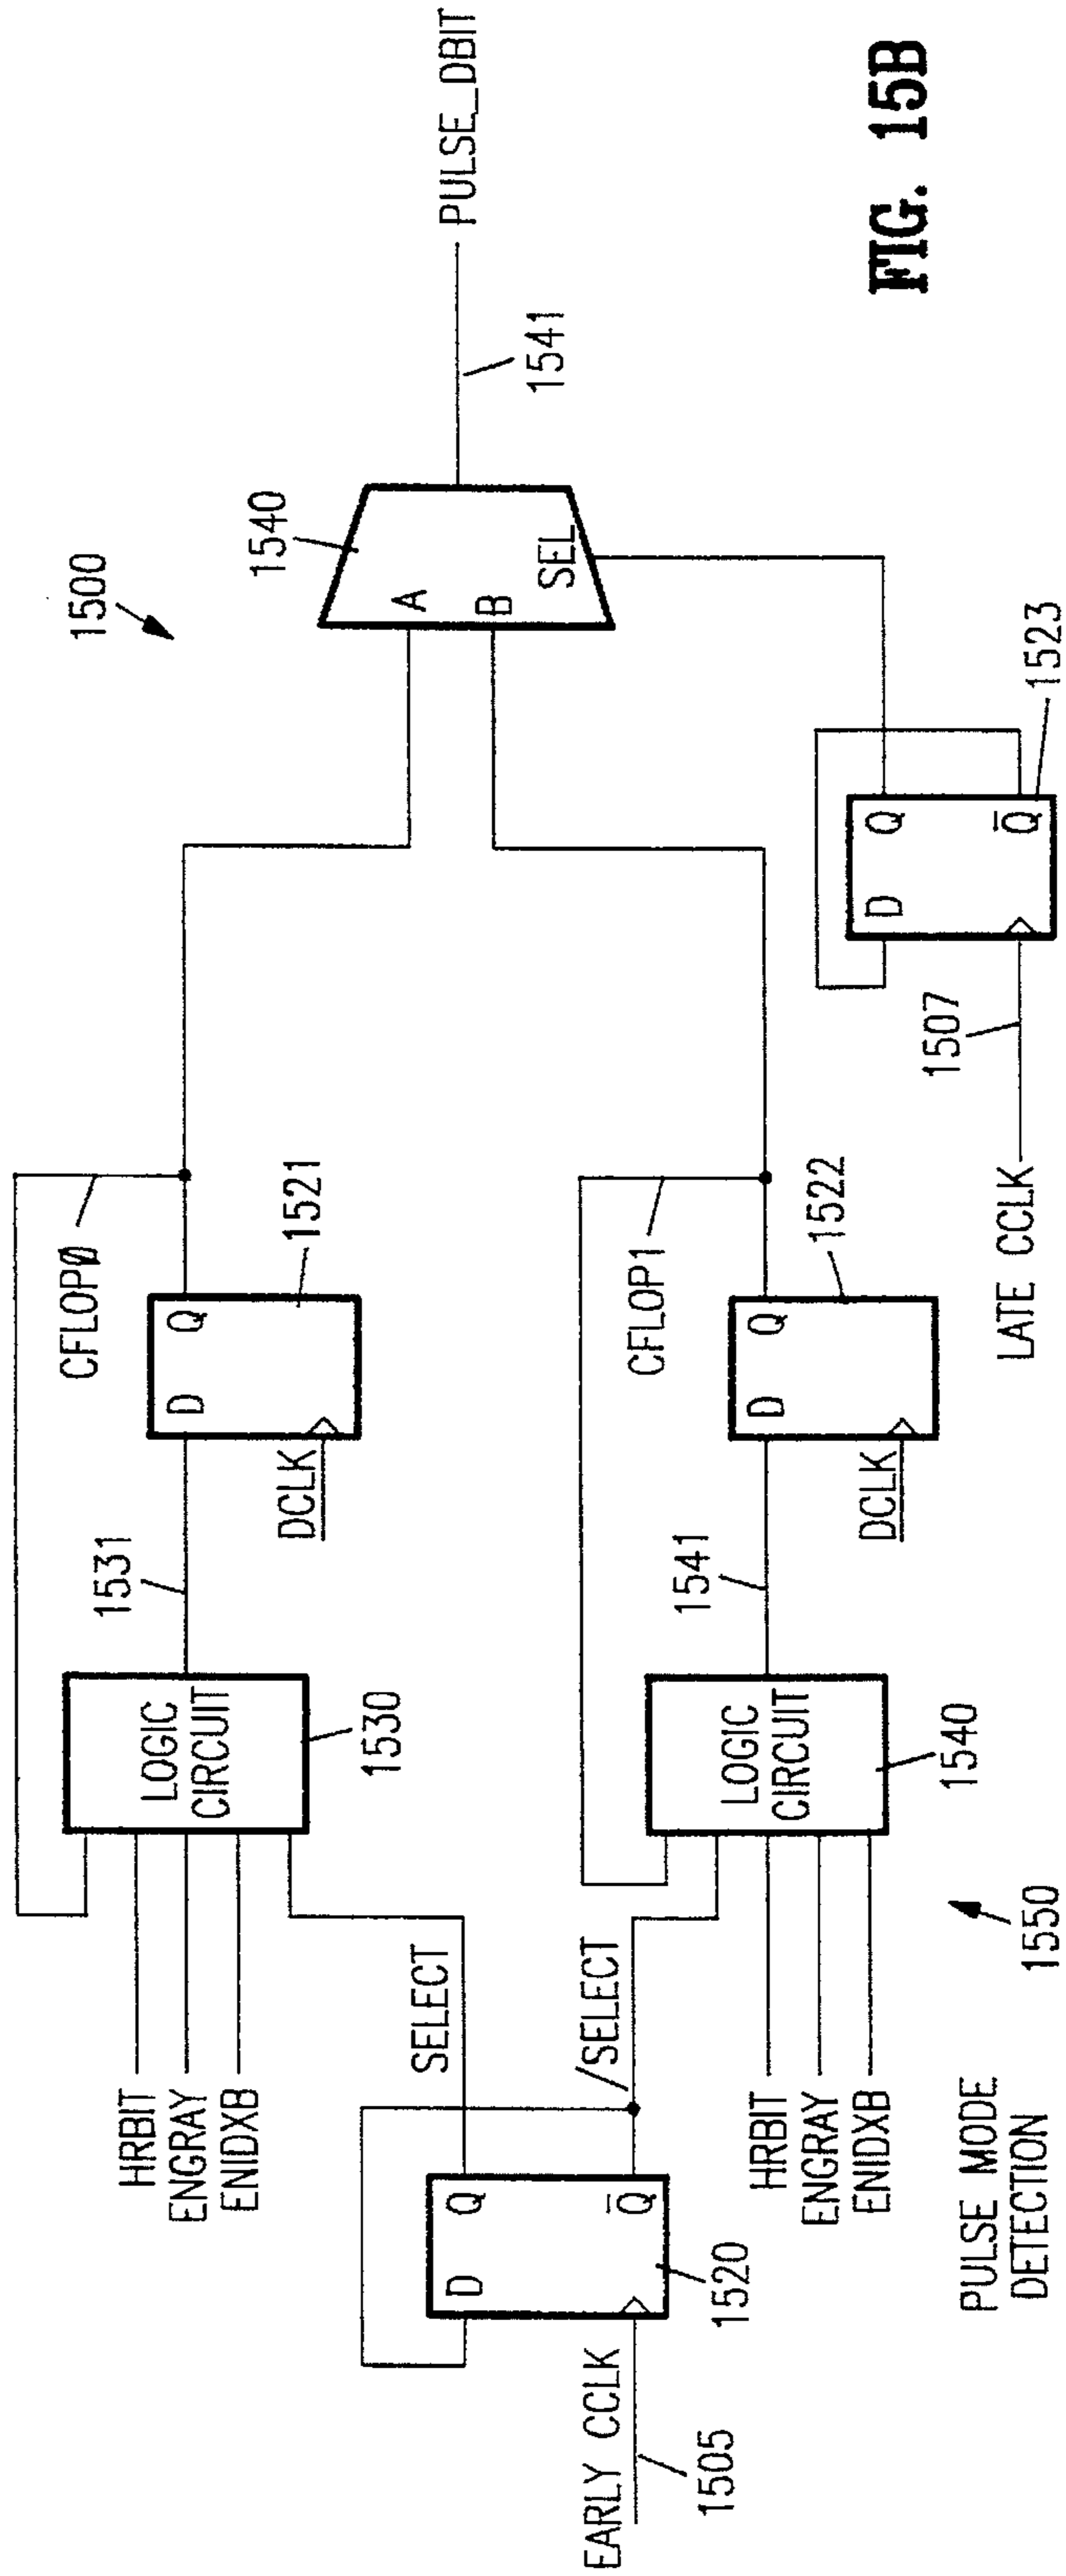 1500
CFLOP0
1521
D
Q
DCLK
1531
LOGIC
CIRCUIT
1530
HRBIT
ENGRAY
ENIDXB
SELECT
/SELECT
D
Q
Q
1520
EARLY CCLK
1505
1540
A
B
SEL
1541
PULSE_DBIT
CFLOP1
1522
D
Q
DCLK
1541
LOGIC
CIRCUIT
1540
HRBIT
ENGRAY
ENIDXB
1550
PULSE MODE
DETECTION
D
Q
Q
1523
1507
LATE CCLK
FIG. 15B